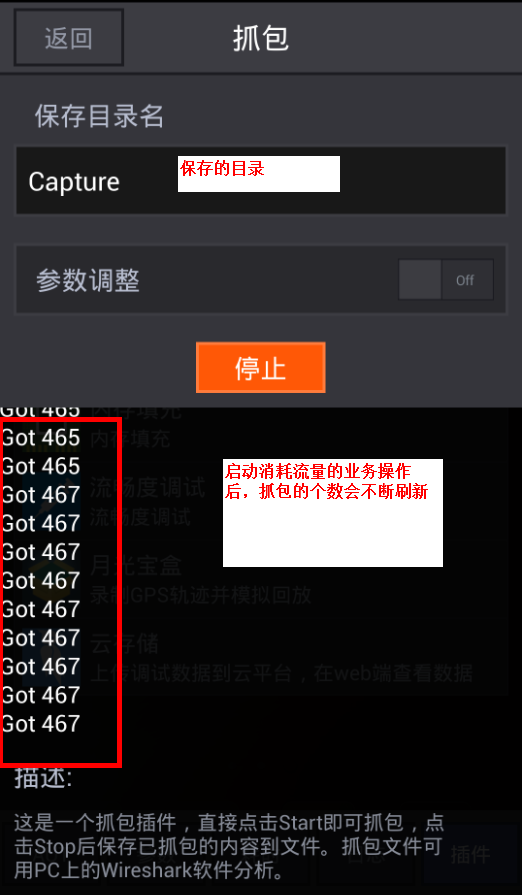 返回
抓包
保存目录名
Capture
保存的目录
参数调整
Off
停止
Got 465
内存填充
Got 465
内存填充
Got 465
Got 467
流畅度调试
Got 467
流畅度调试
Got 467
月光宝盒
Got 467
录制GPS轨迹并模拟回放
Got 467
Got 467
云存储
Got 467
上传调试数据到云平台，在web端查看数据
Got 467
Got 467
启动消耗流量的业务操作
后，抓包的个数会不断刷新
描述:
这是一个抓包插件，直接点击Start即可抓包，点
击Stop后保存已抓包的内容到文件。抓包文件可
用PC上的Wireshark软件分析。
插件